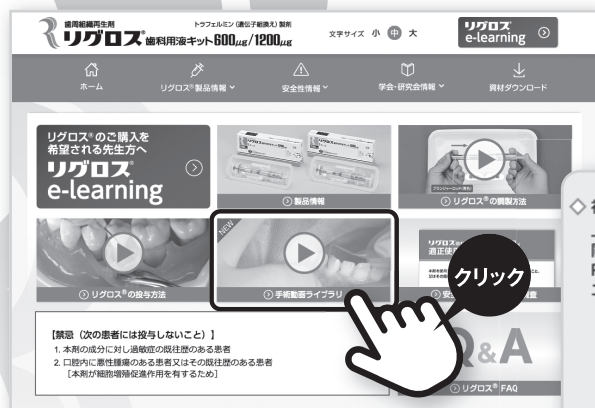 歯周組織再生剤
トラフェルミン(遺伝子組換え)製剤
リグロス®歯科用液キット600μg/1200μg
文字サイズ 小 中 大
リグロス®
e-learning
ホーム
リグロス®製品情報
安全性情報
学会・研究会情報
資材ダウンロード
リグロス®のご購入を
希望される先生方へ
リグロス®
e-learning
製品情報
リグロス®の調製方法
リグロス®の投与方法
NEW
手術動画ライブラリ
クリック
【禁忌(次の患者には投与しないこと)】
1. 本剤の成分に対し過敏症の既往歴のある患者
2. 口腔内に悪性腫瘍のある患者又はその既往歴のある患者
[本剤が細胞増殖促進作用を有するため]
Q&A
リグロス® FAQ